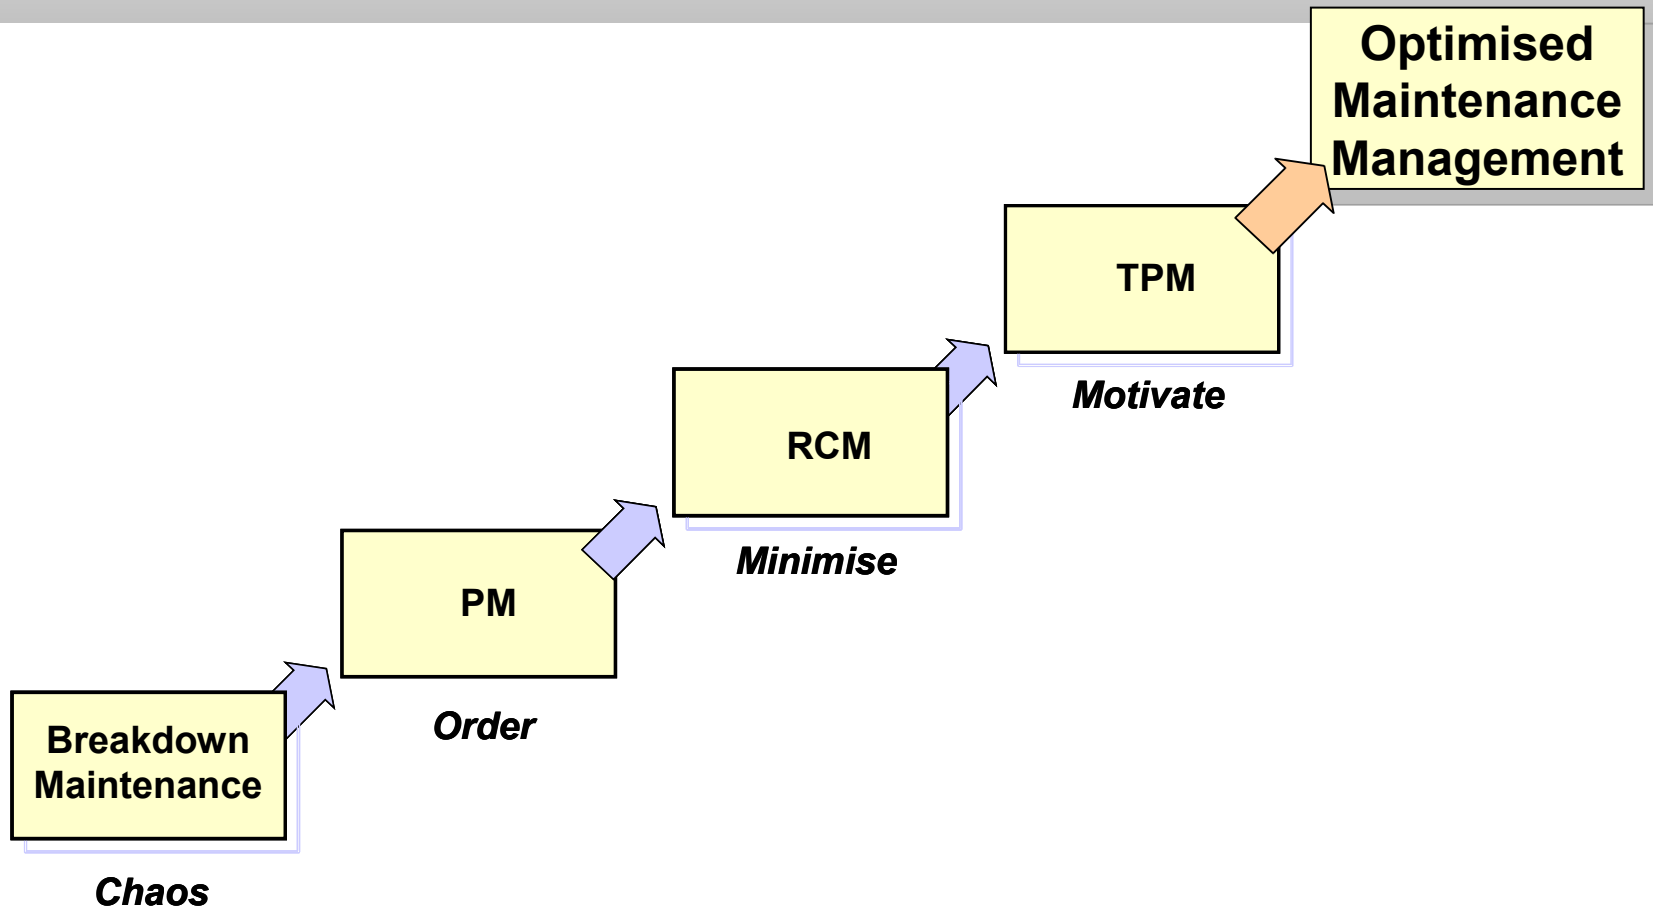 Optimised
Maintenance
Management
TPM
Motivate
RCM
Minimise
PM
Order
Breakdown
Maintenance
Chaos